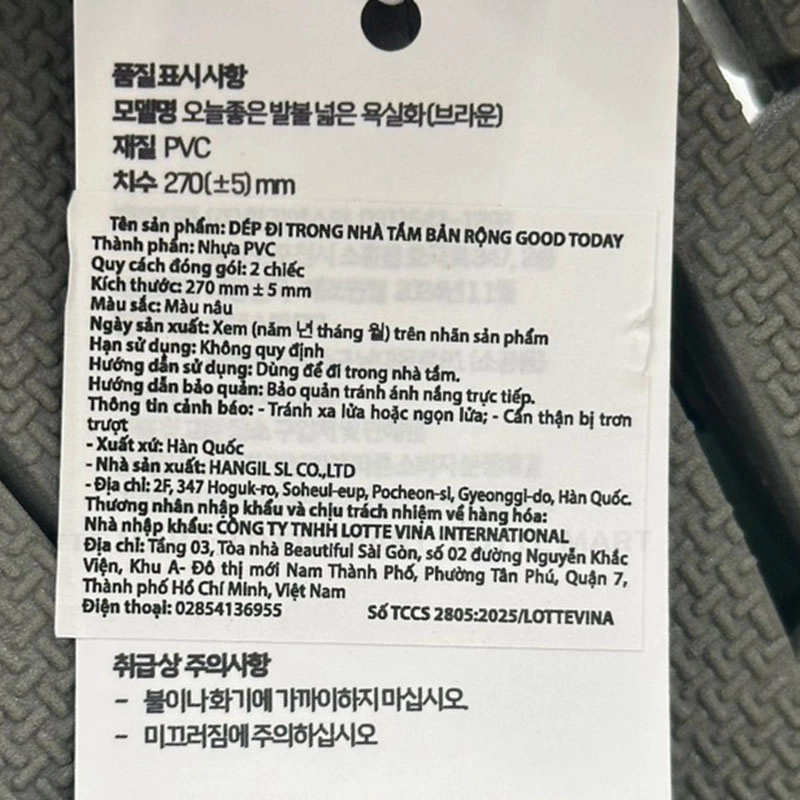 품질표시사항
모델명 오늘좋은 발볼 넓은 욕실화(브라운)
재질 PVC
치수 270(±5)mm
Tên sản phẩm: DÉP ĐI TRONG NHÀ TẮM BẢN RỘNG GOOD TODAY
Thành phần: Nhựa PVC
Quy cách đóng gói: 2 chiếc
Kích thước: 270 mm ± 5 mm
Màu sắc: Màu nâu
Ngày sản xuất: Xem (năm 년 tháng 월) trên nhãn sản phẩm
Hạn sử dụng: Không quy định
Hướng dẫn sử dụng: Dùng để đi trong nhà tắm.
Hướng dẫn bảo quản: Bảo quản tránh ánh nắng trực tiếp.
Thông tin cảnh báo: - Tránh xa lửa hoặc ngọn lửa; - Cẩn thận bị trơn
trượt
- Xuất xứ: Hàn Quốc
- Nhà sản xuất: HANGIL SL CO.,LTD
- Địa chỉ: 2F, 347 Hoguk-ro, Soheul-eup, Pocheon-si, Gyeonggi-do, Hàn Quốc.
Thương nhân nhập khẩu và chịu trách nhiệm về hàng hóa:
Nhà nhập khẩu: CÔNG TY TNHH LOTTE VINA INTERNATIONAL
Địa chỉ: Tầng 03, Tòa nhà Beautiful Sài Gòn, số 02 đường Nguyễn Khắc
Viện, Khu A- Đô thị mới Nam Thành Phố, Phường Tân Phú, Quận 7,
Thành phố Hồ Chí Minh, Việt Nam
Điện thoại: 02854136955 Số TCCS 2805:2025/LOTTEVINA
취급상 주의사항
- 불이나 화기에 가까이하지 마십시오
- 미끄러짐에 주의하십시오